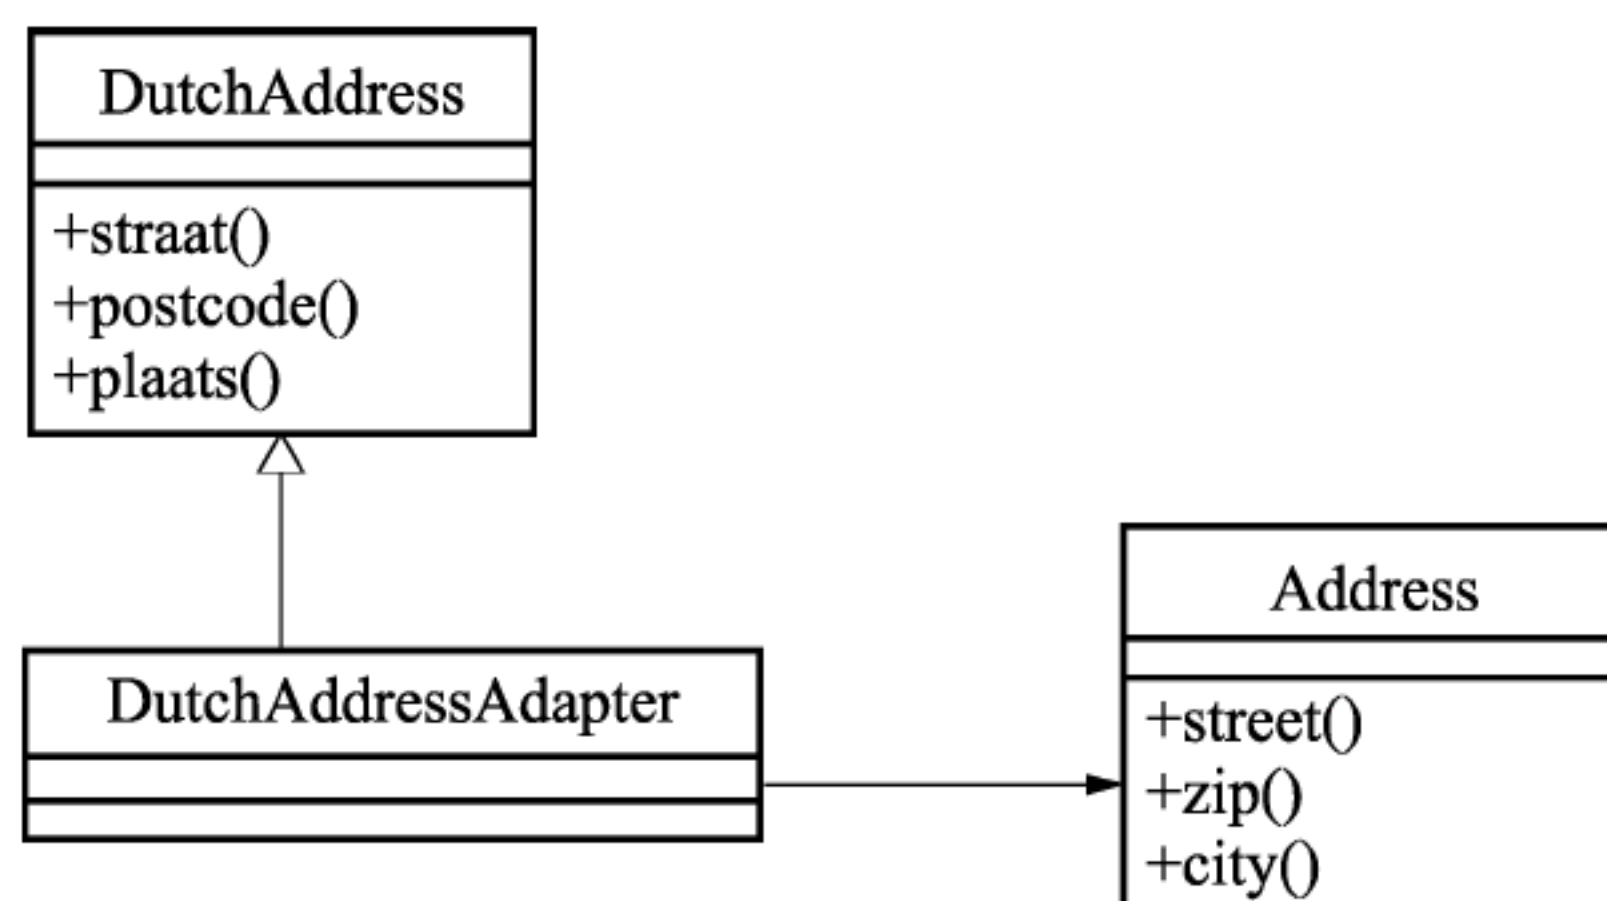 DutchAddress
+straat()
+postcode()
+plaats()
DutchAddressAdapter
Address
+street()
+zip()
+city()